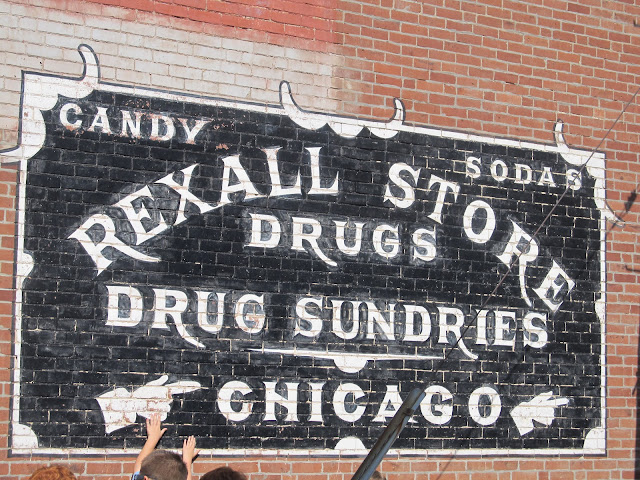 CANDY
SODAS
REXALL STORE
DRUGS
DRUG SUNDRIES
CHICAGO